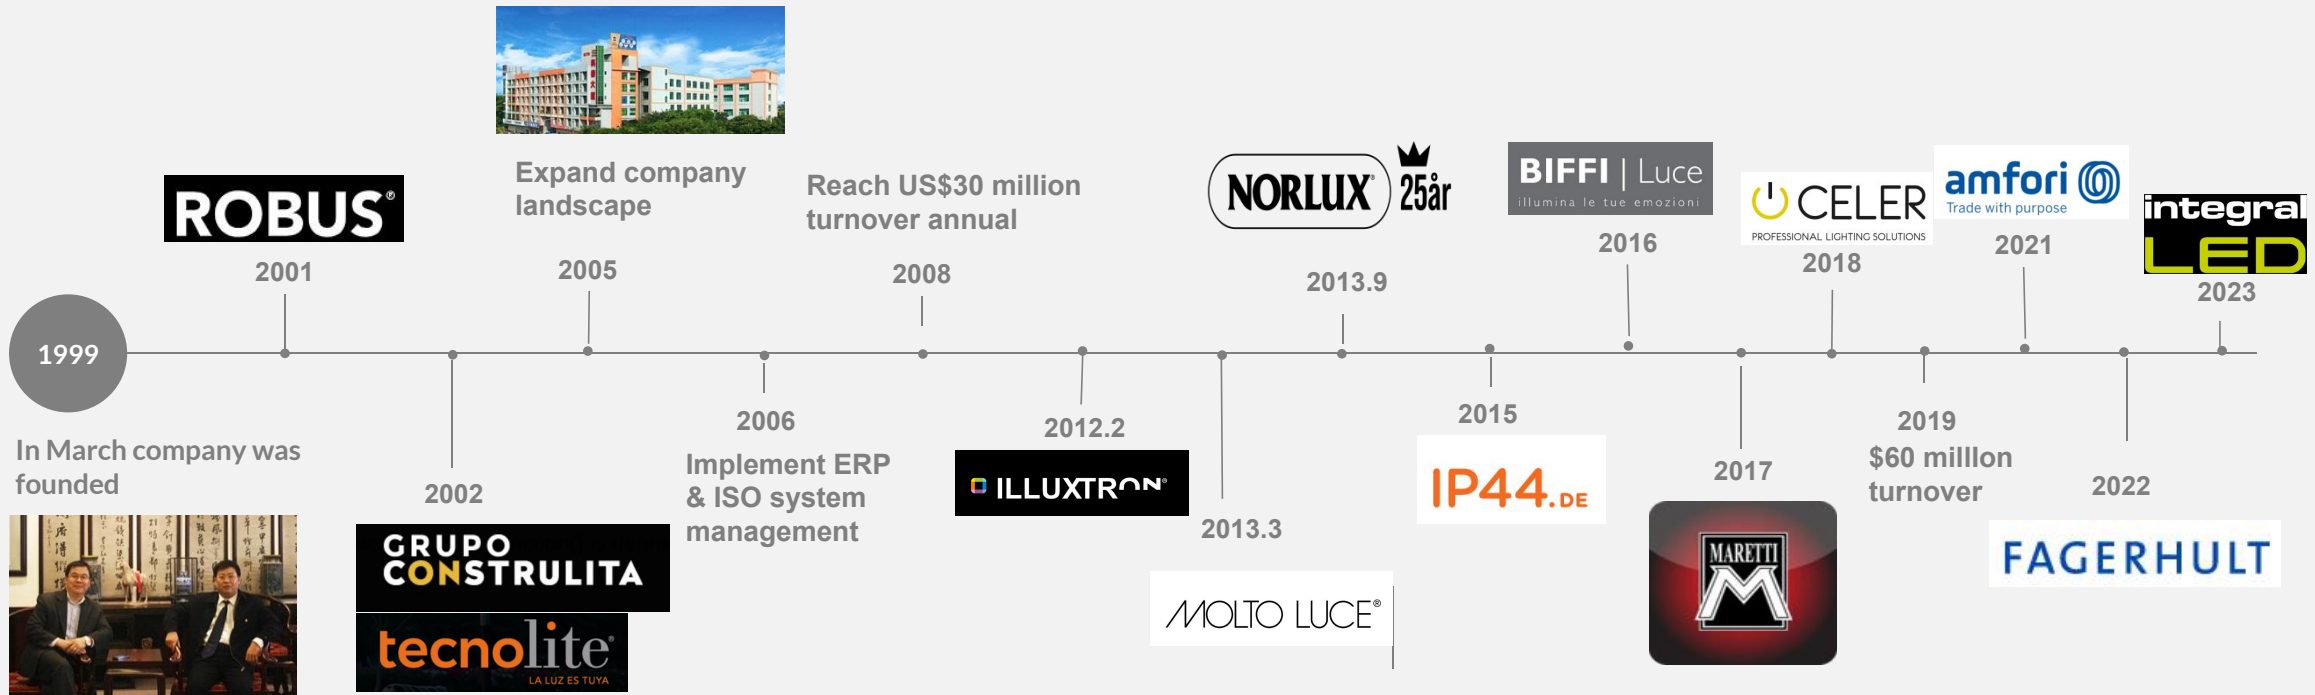 1999
In March company was
founded
ROBUS®
2001
2002
GRUPO
CONSTRULITA
tecnolite®
LA LUZ ES TUYA
Expand company
landscape
2005
2006
Implement ERP
& ISO system
management
Reach US$30 million
turnover annual
2008
2012.2
ILLUXTRON®
2013.3
MOLTO LUCE®
NORLUX
25år
2013.9
2015
IP44.DE
BIFFI | Luce
illumina le tue emozioni
2016
2017
MARETTI
M
CELER
PROFESSIONAL LIGHTING SOLUTIONS
2018
2019
$60 milllon
turnover
amfori
Trade with purpose
2021
2022
FAGERHULT
integral
LED
2023